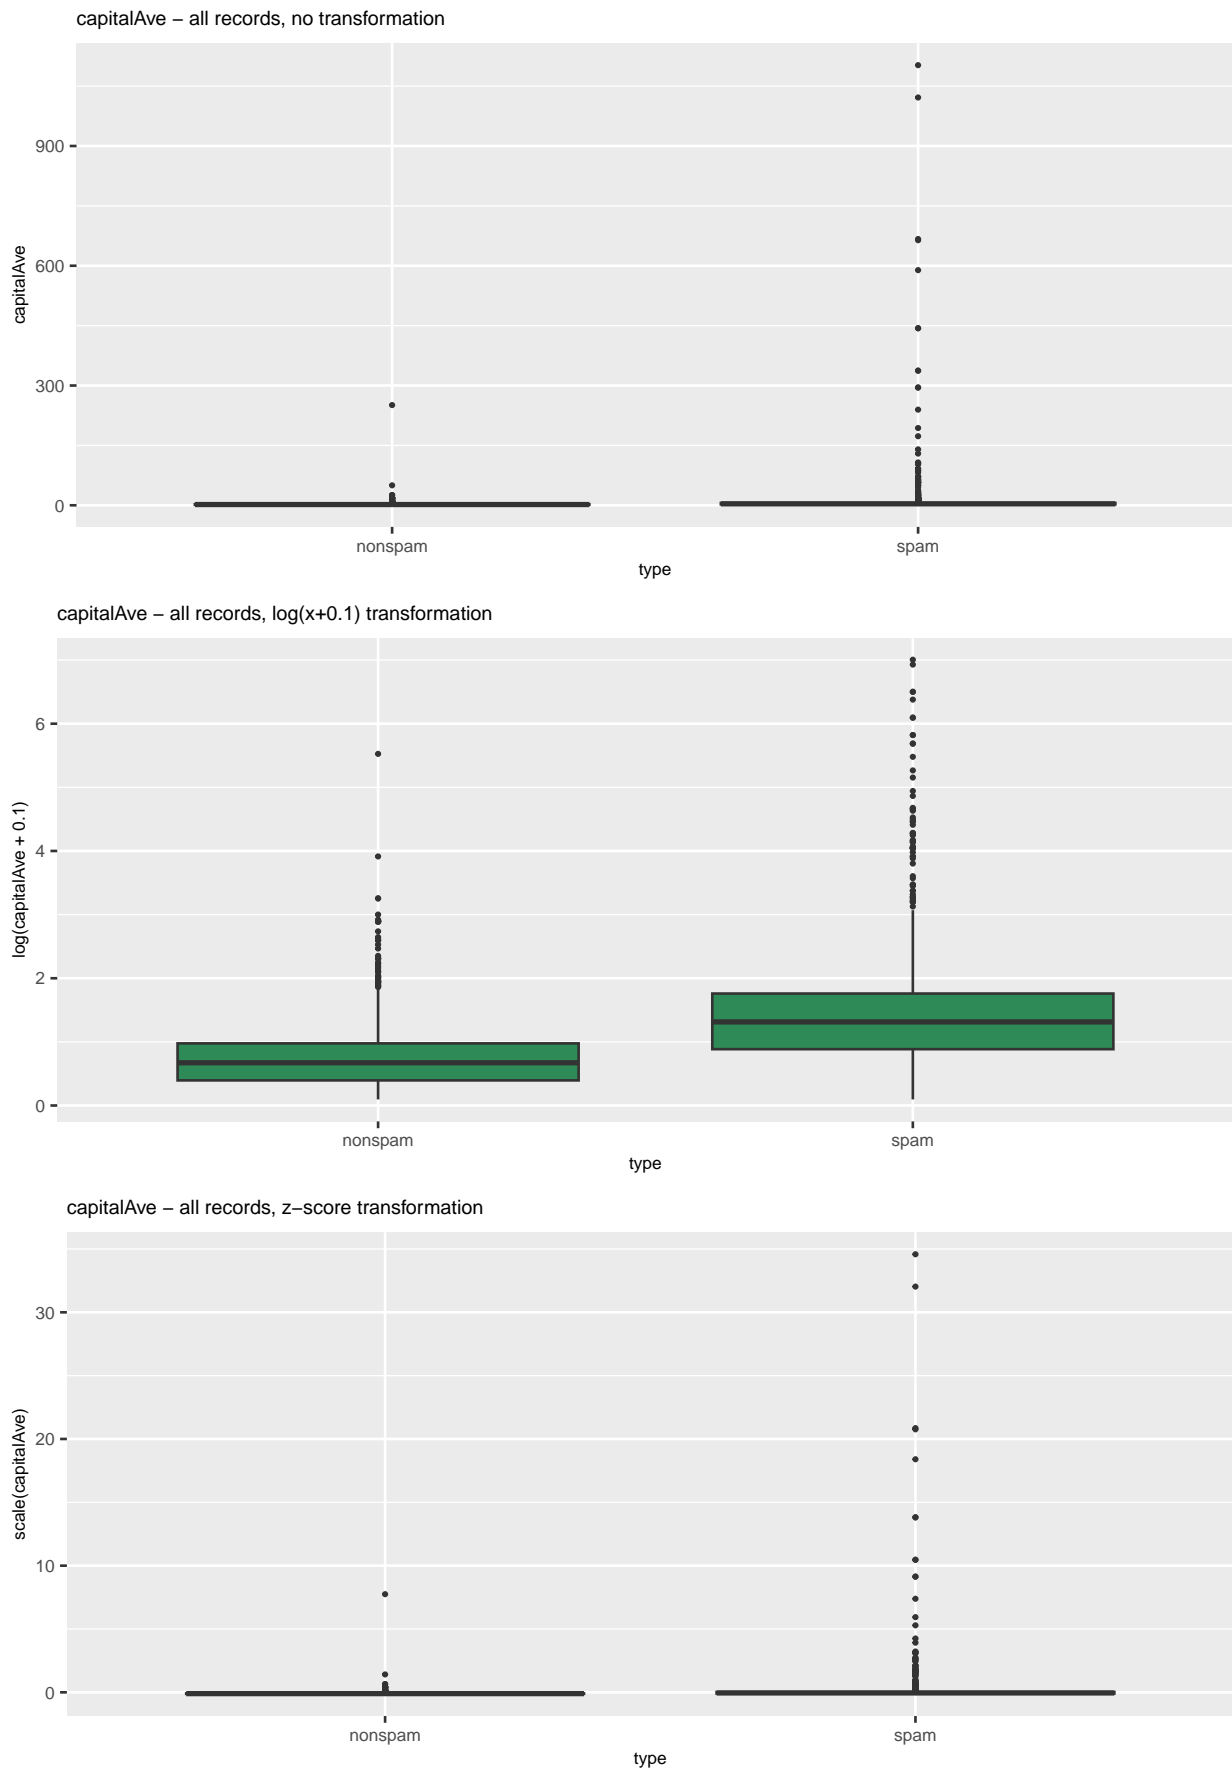 capitalAve – all records, no transformation
capitalAve
900
600
300
0
nonspam
spam
type
capitalAve – all records, log(x+0.1) transformation
log(capitalAve + 0.1)
6
4
2
0
nonspam
spam
type
capitalAve – all records, z–score transformation
scale(capitalAve)
30
20
10
0
nonspam
spam
type